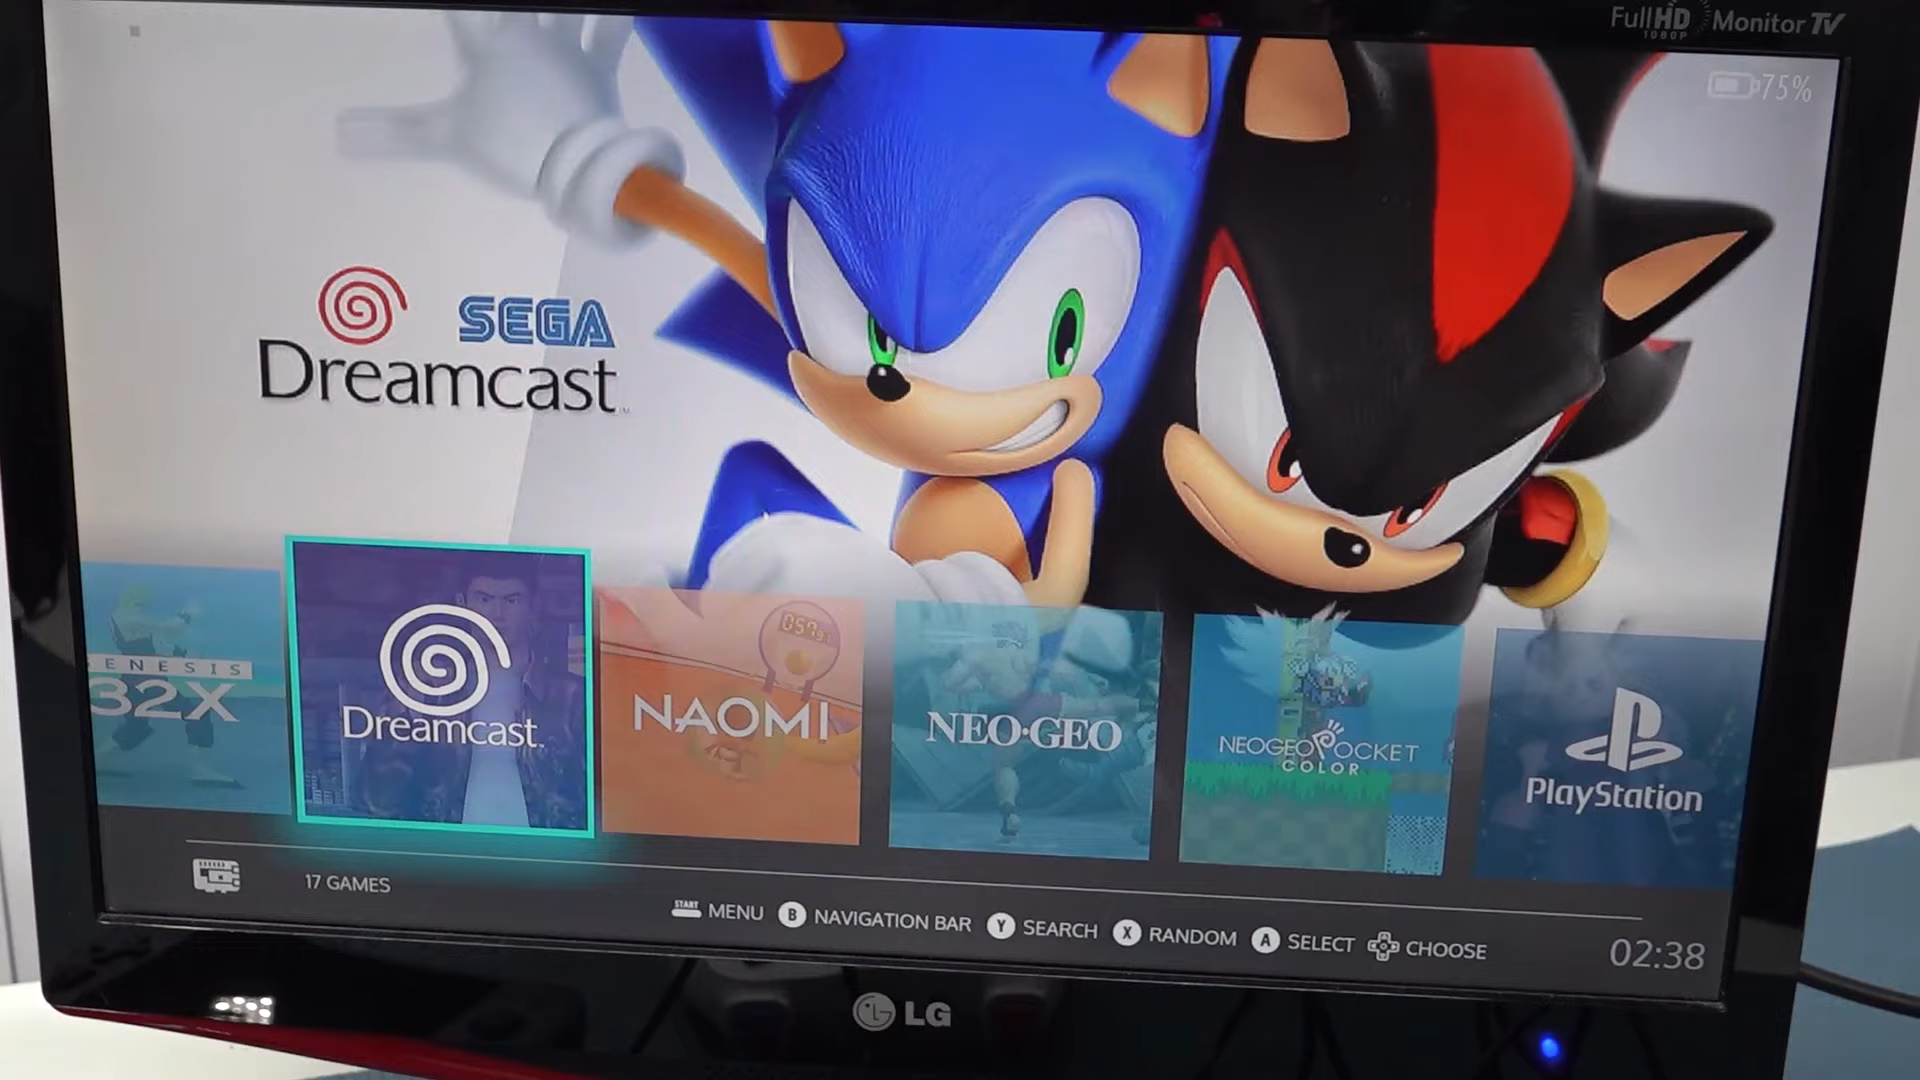 FullHD Monitor TV
1080P
75%
SEGA
Dreamcast
GENESIS
32X
Dreamcast
NAOMI
NEO·GEO
NEOGEO POCKET
COLOR
PlayStation
17 GAMES
START MENU B NAVIGATION BAR Y SEARCH X RANDOM A SELECT CHOOSE
02:38
LG